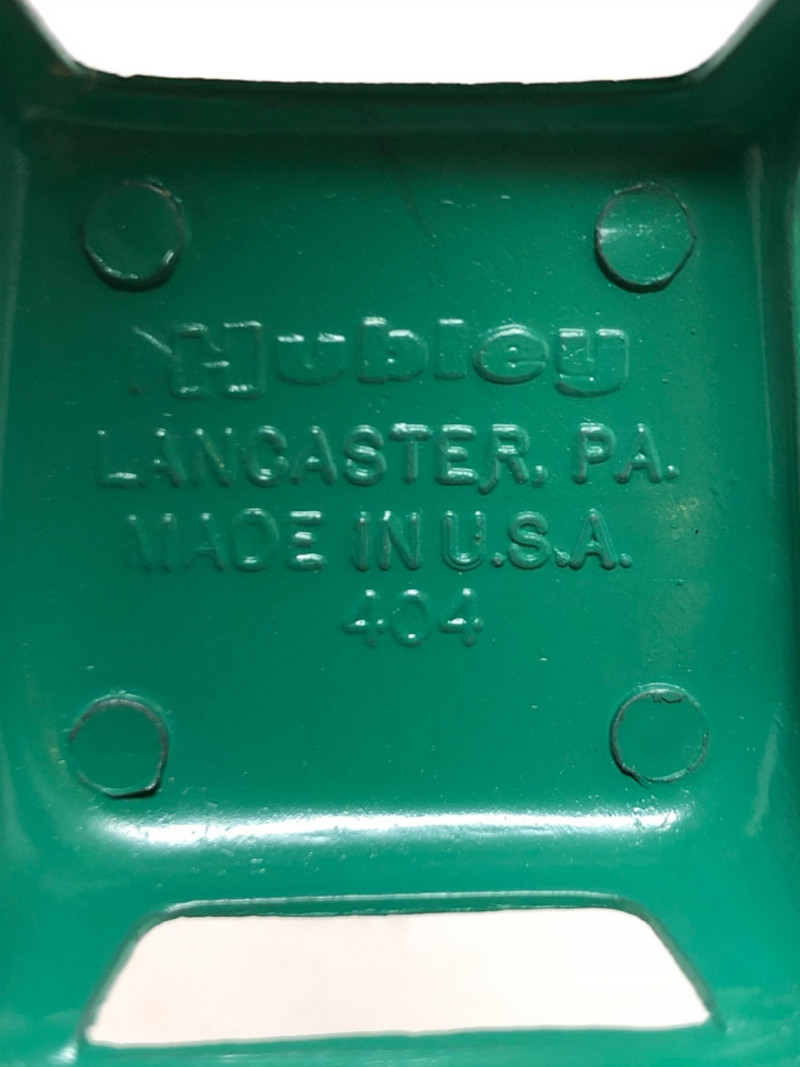 Hubley
LANCASTER, PA.
MADE IN U.S.A.
404